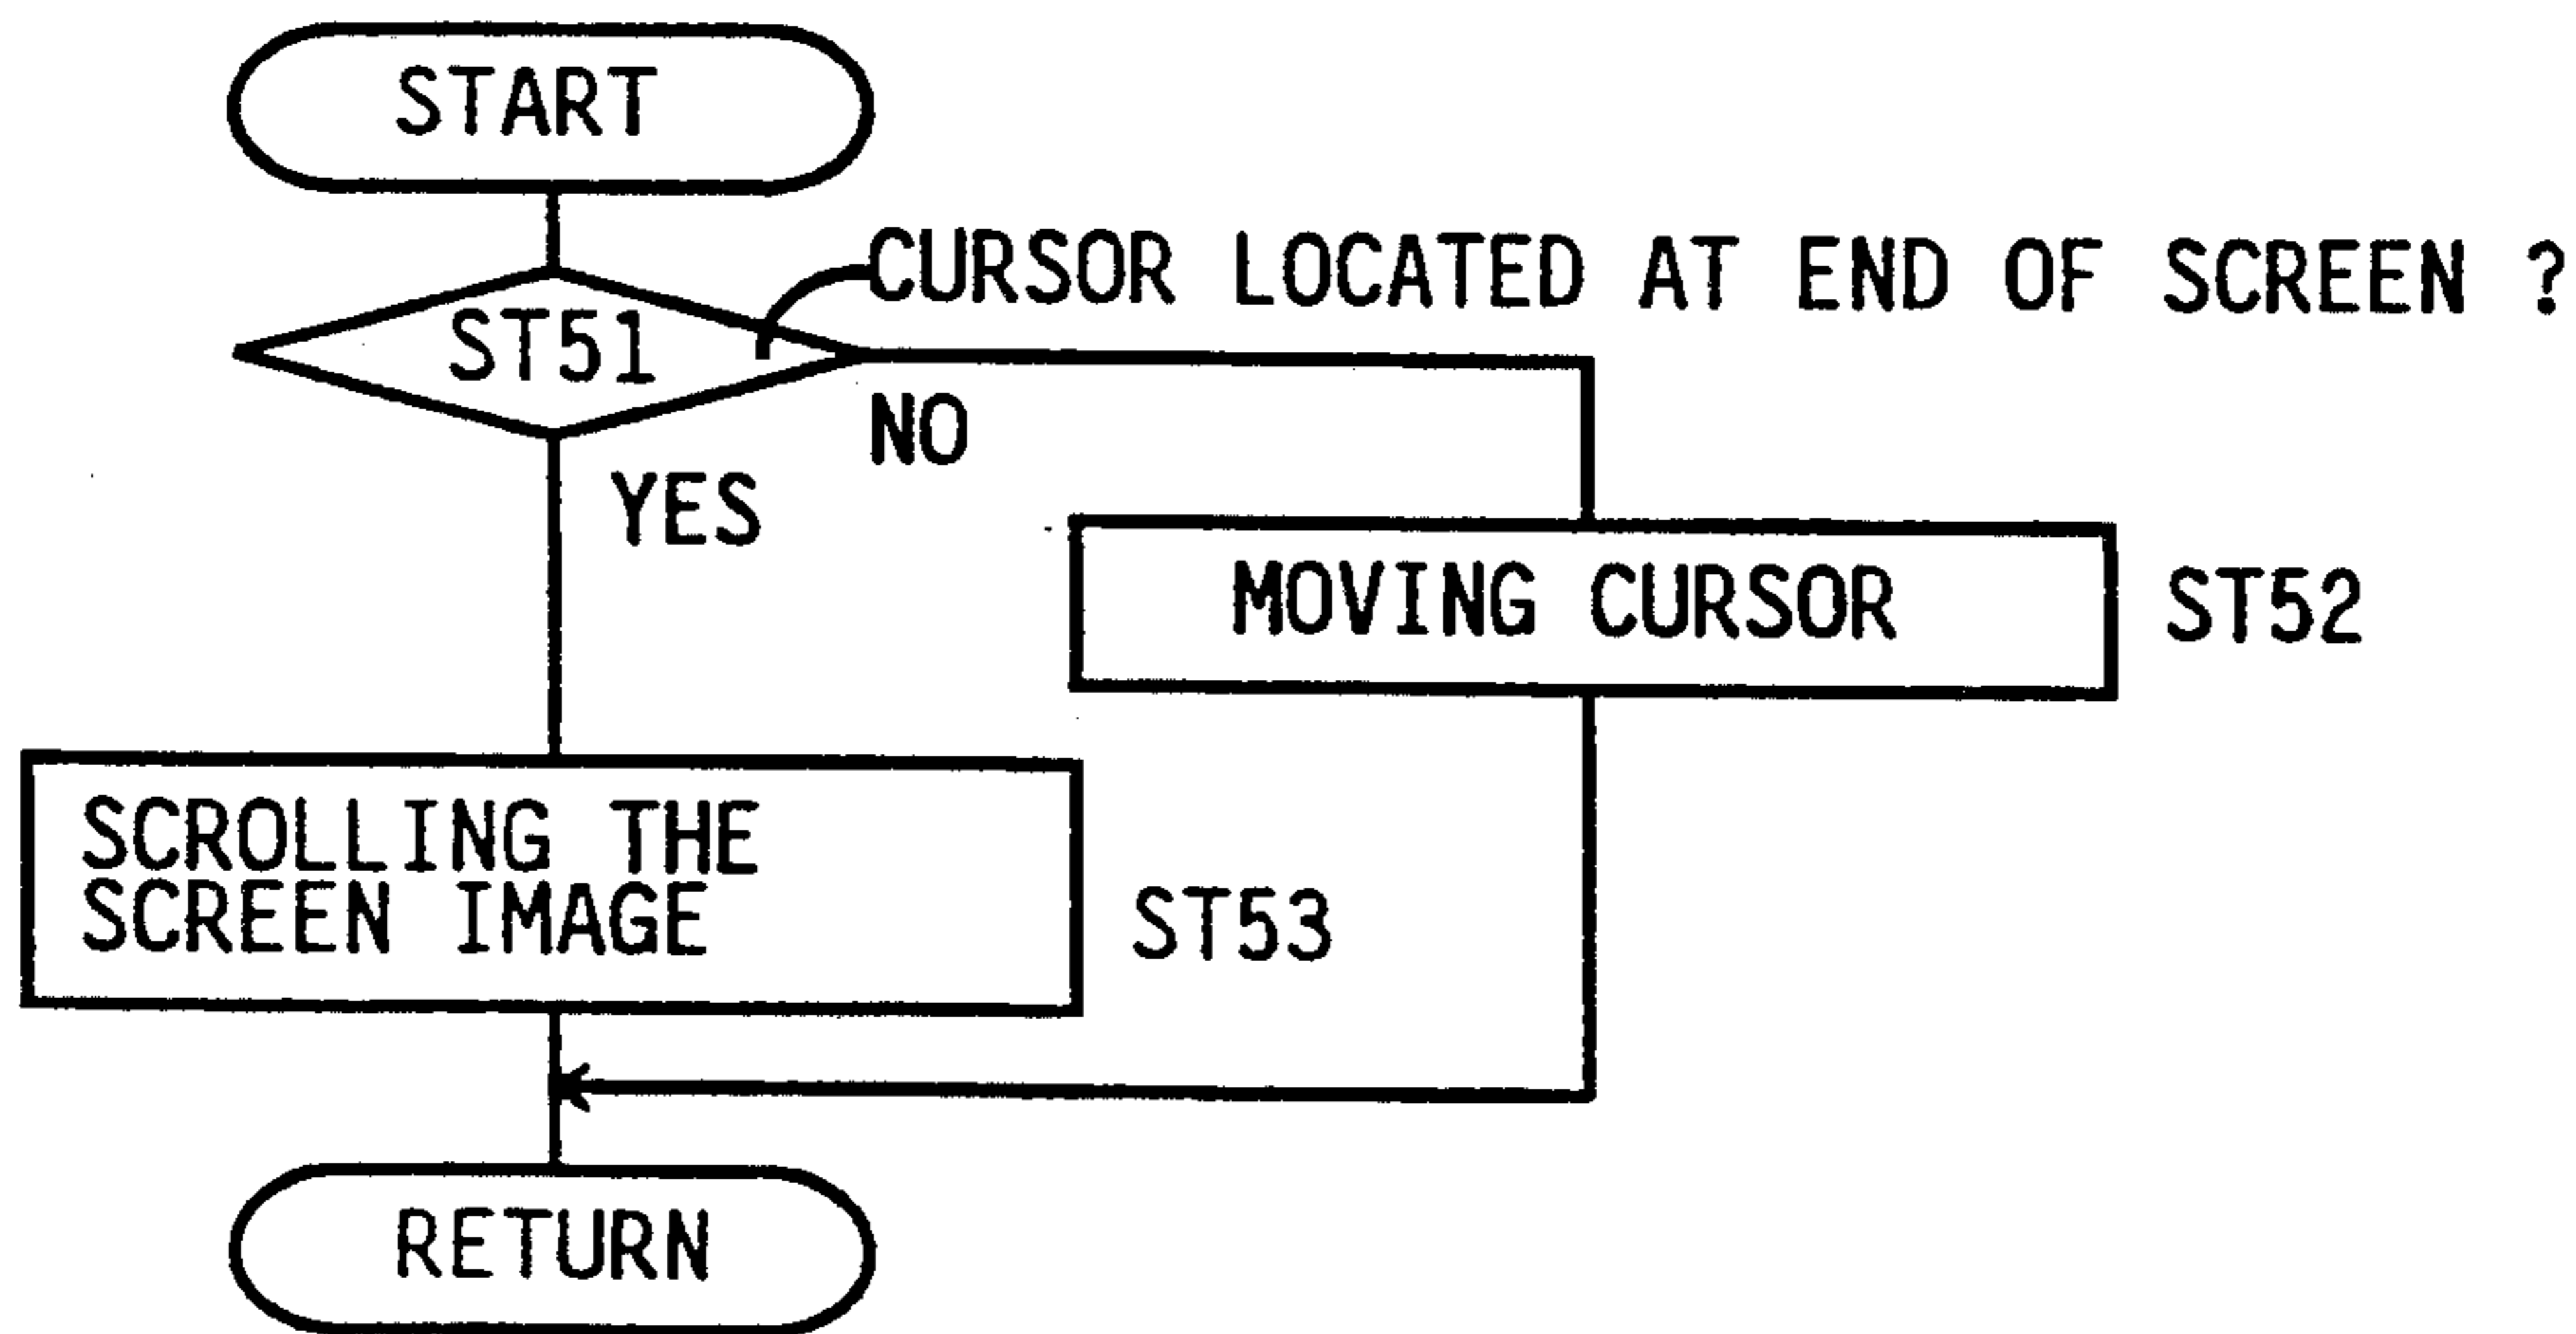 START
CURSOR LOCATED AT END OF SCREEN ?
ST51
NO
YES
MOVING CURSOR
ST52
SCROLLING THE
SCREEN IMAGE
ST53
RETURN